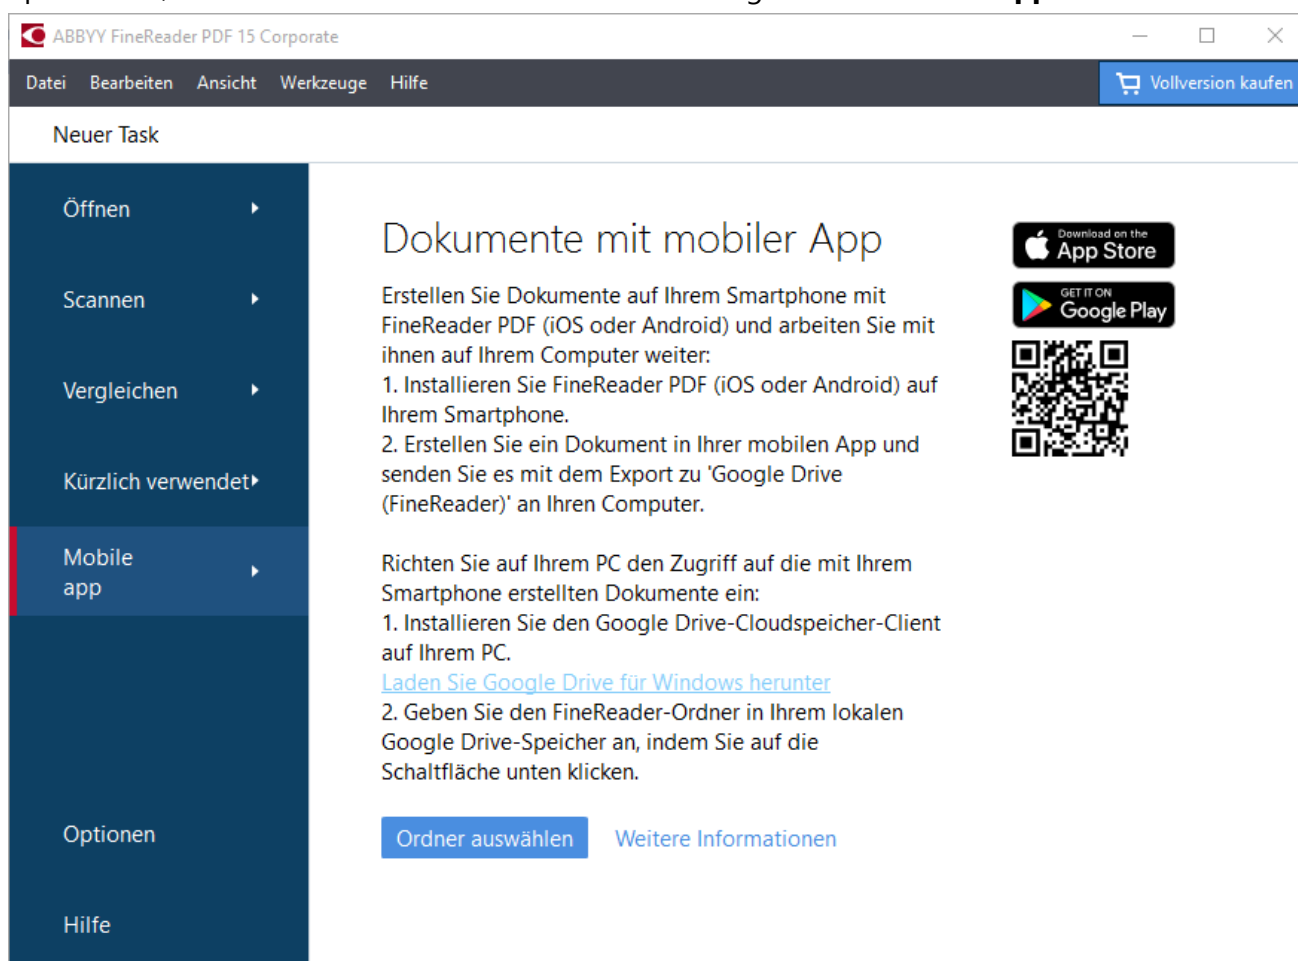 ABBYY FineReader PDF 15 Corporate
Datei Bearbeiten Ansicht Werkzeuge Hilfe Vollversion kaufen
Neuer Task
Öffnen
Scannen
Vergleichen
Kürzlich verwendet
Mobile
app
Optionen
Hilfe
Dokumente mit mobiler App
Erstellen Sie Dokumente auf Ihrem Smartphone mit
FineReader PDF (iOS oder Android) und arbeiten Sie mit
ihnen auf Ihrem Computer weiter:
1. Installieren Sie FineReader PDF (iOS oder Android) auf
Ihrem Smartphone.
2. Erstellen Sie ein Dokument in Ihrer mobilen App und
senden Sie es mit dem Export zu 'Google Drive
(FineReader)' an Ihren Computer.
Richten Sie auf Ihrem PC den Zugriff auf die mit Ihrem
Smartphone erstellten Dokumente ein:
1. Installieren Sie den Google Drive-Cloudspeicher-Client
auf Ihrem PC.
Laden Sie Google Drive für Windows herunter
2. Geben Sie den FineReader-Ordner in Ihrem lokalen
Google Drive-Speicher an, indem Sie auf die
Schaltfläche unten klicken.
Ordner auswählen Weitere Informationen
Download on the
App Store
GET IT ON
Google Play